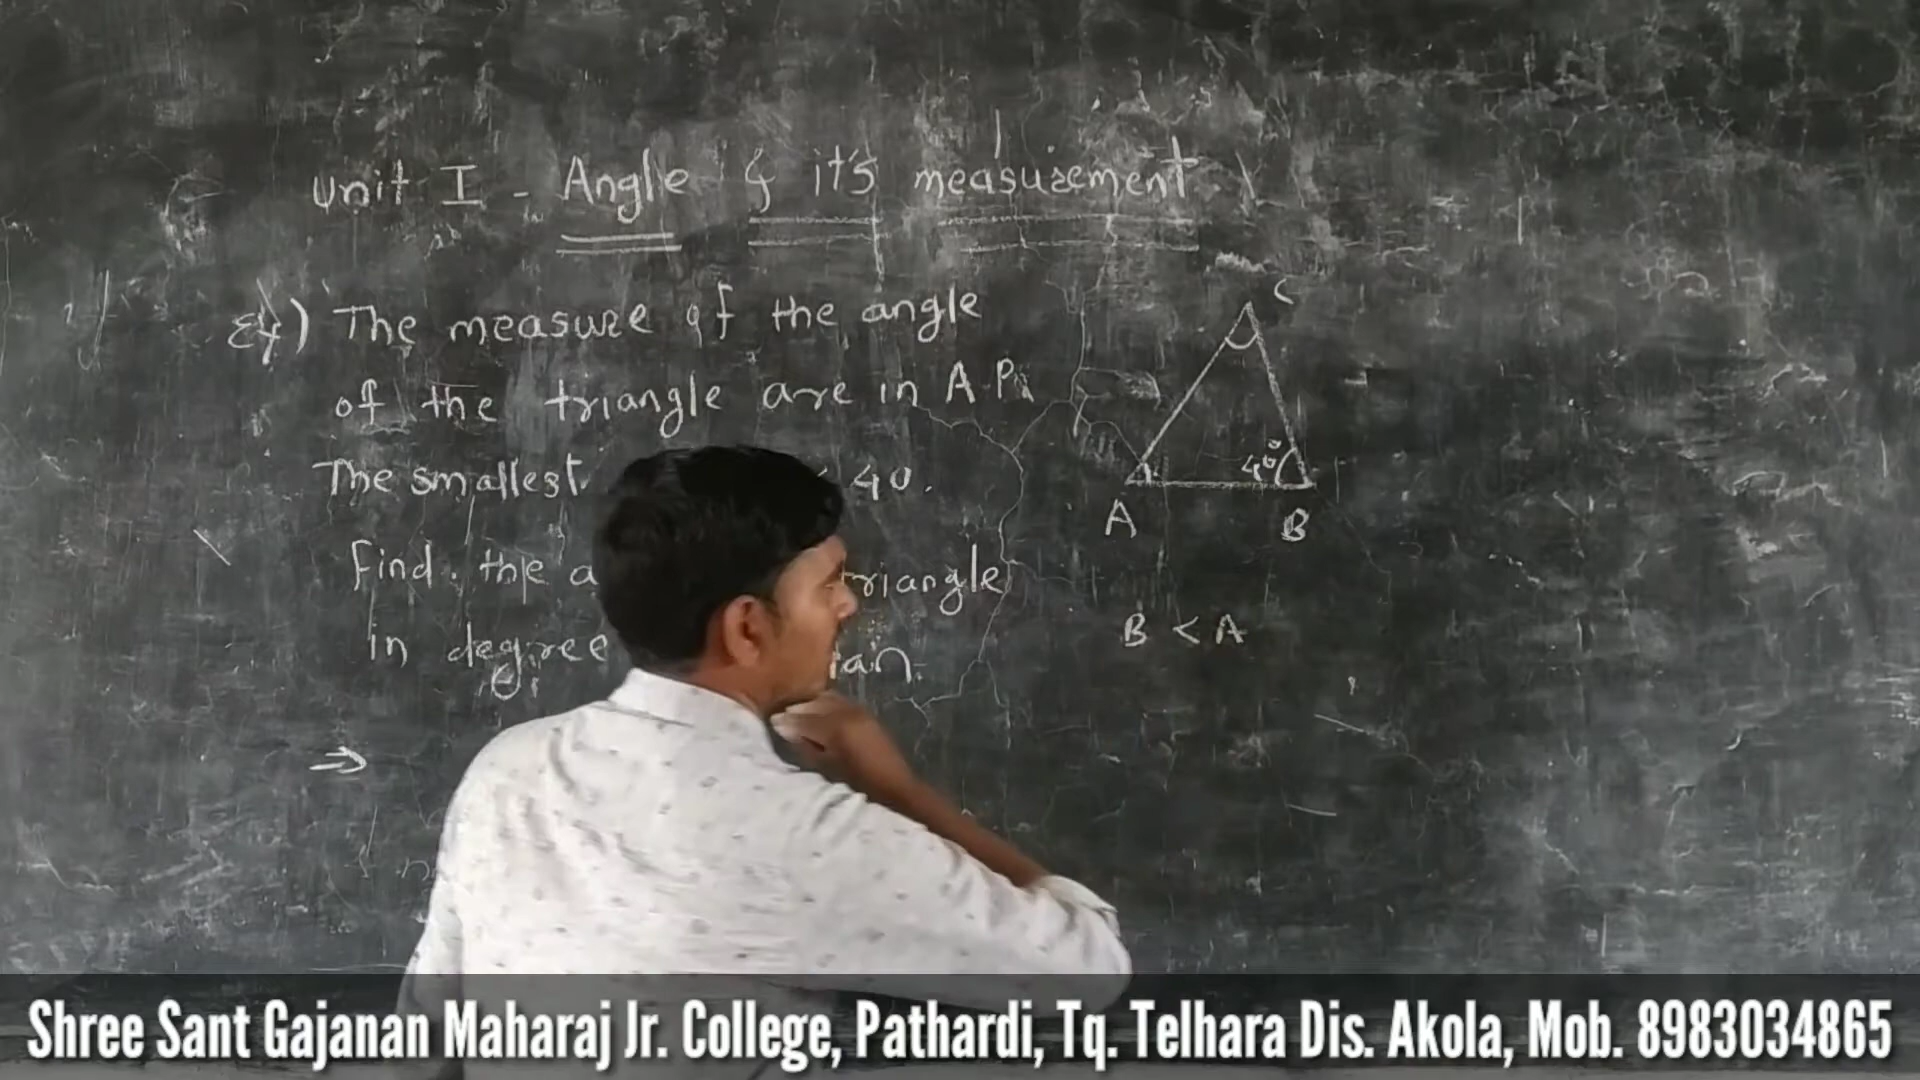 Unit I - Angle & it's measurement
Ex) The measure of the angle
of the triangle are in A.P.
The smallest 40.
Find the a riangle
in degree ian.
⇒
C
40°
A B
B < A
Shree Sant Gajanan Maharaj Jr. College, Pathardi, Tq. Telhara Dis. Akola, Mob. 8983034865